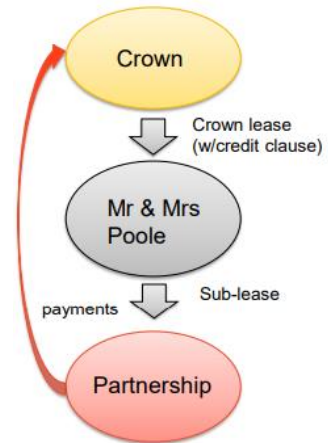 Crown
Crown lease
(w/credit clause)
Mr & Mrs
Poole
Sub-lease
payments
Partnership